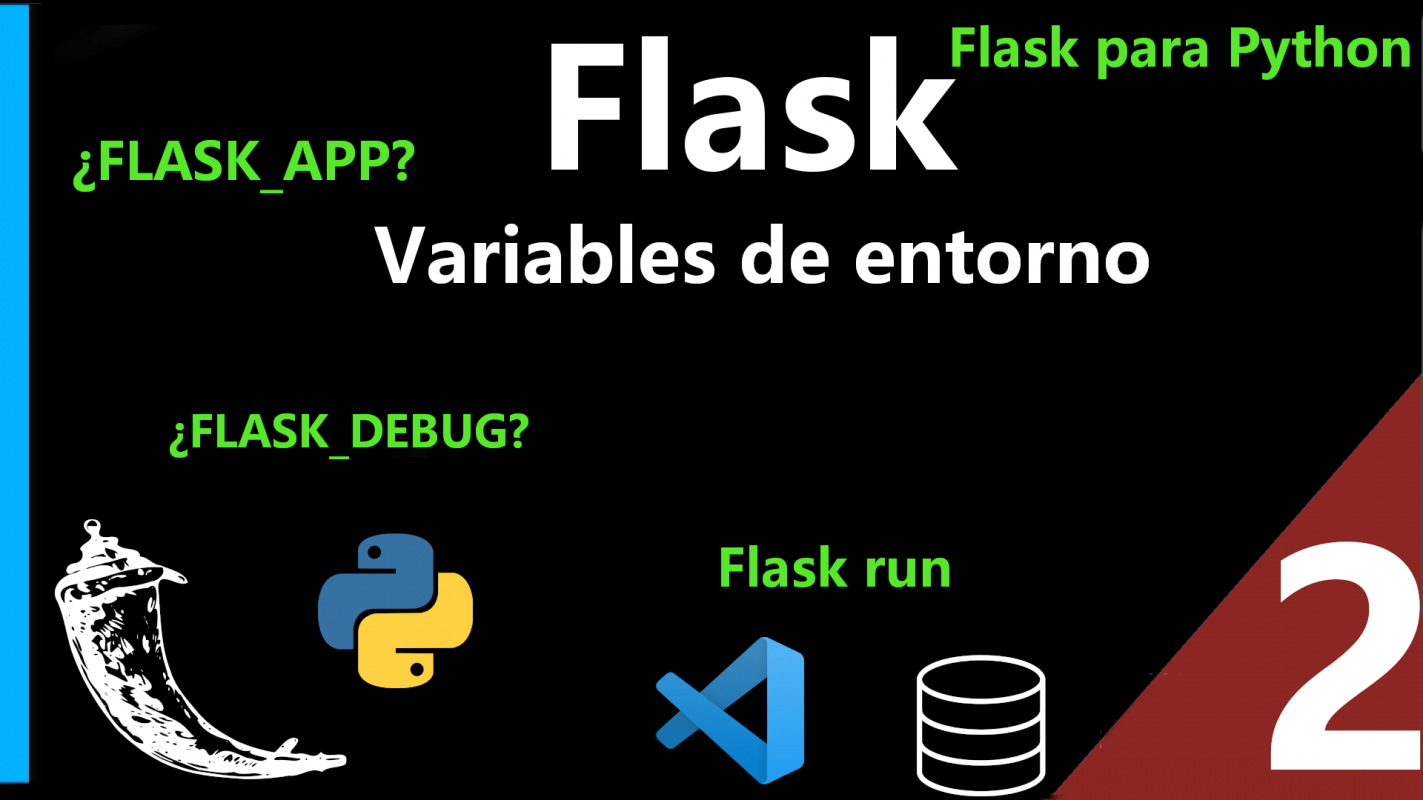 Flask para Python
Flask
¿FLASK_APP?
Variables de entorno
¿FLASK_DEBUG?
Flask run
2